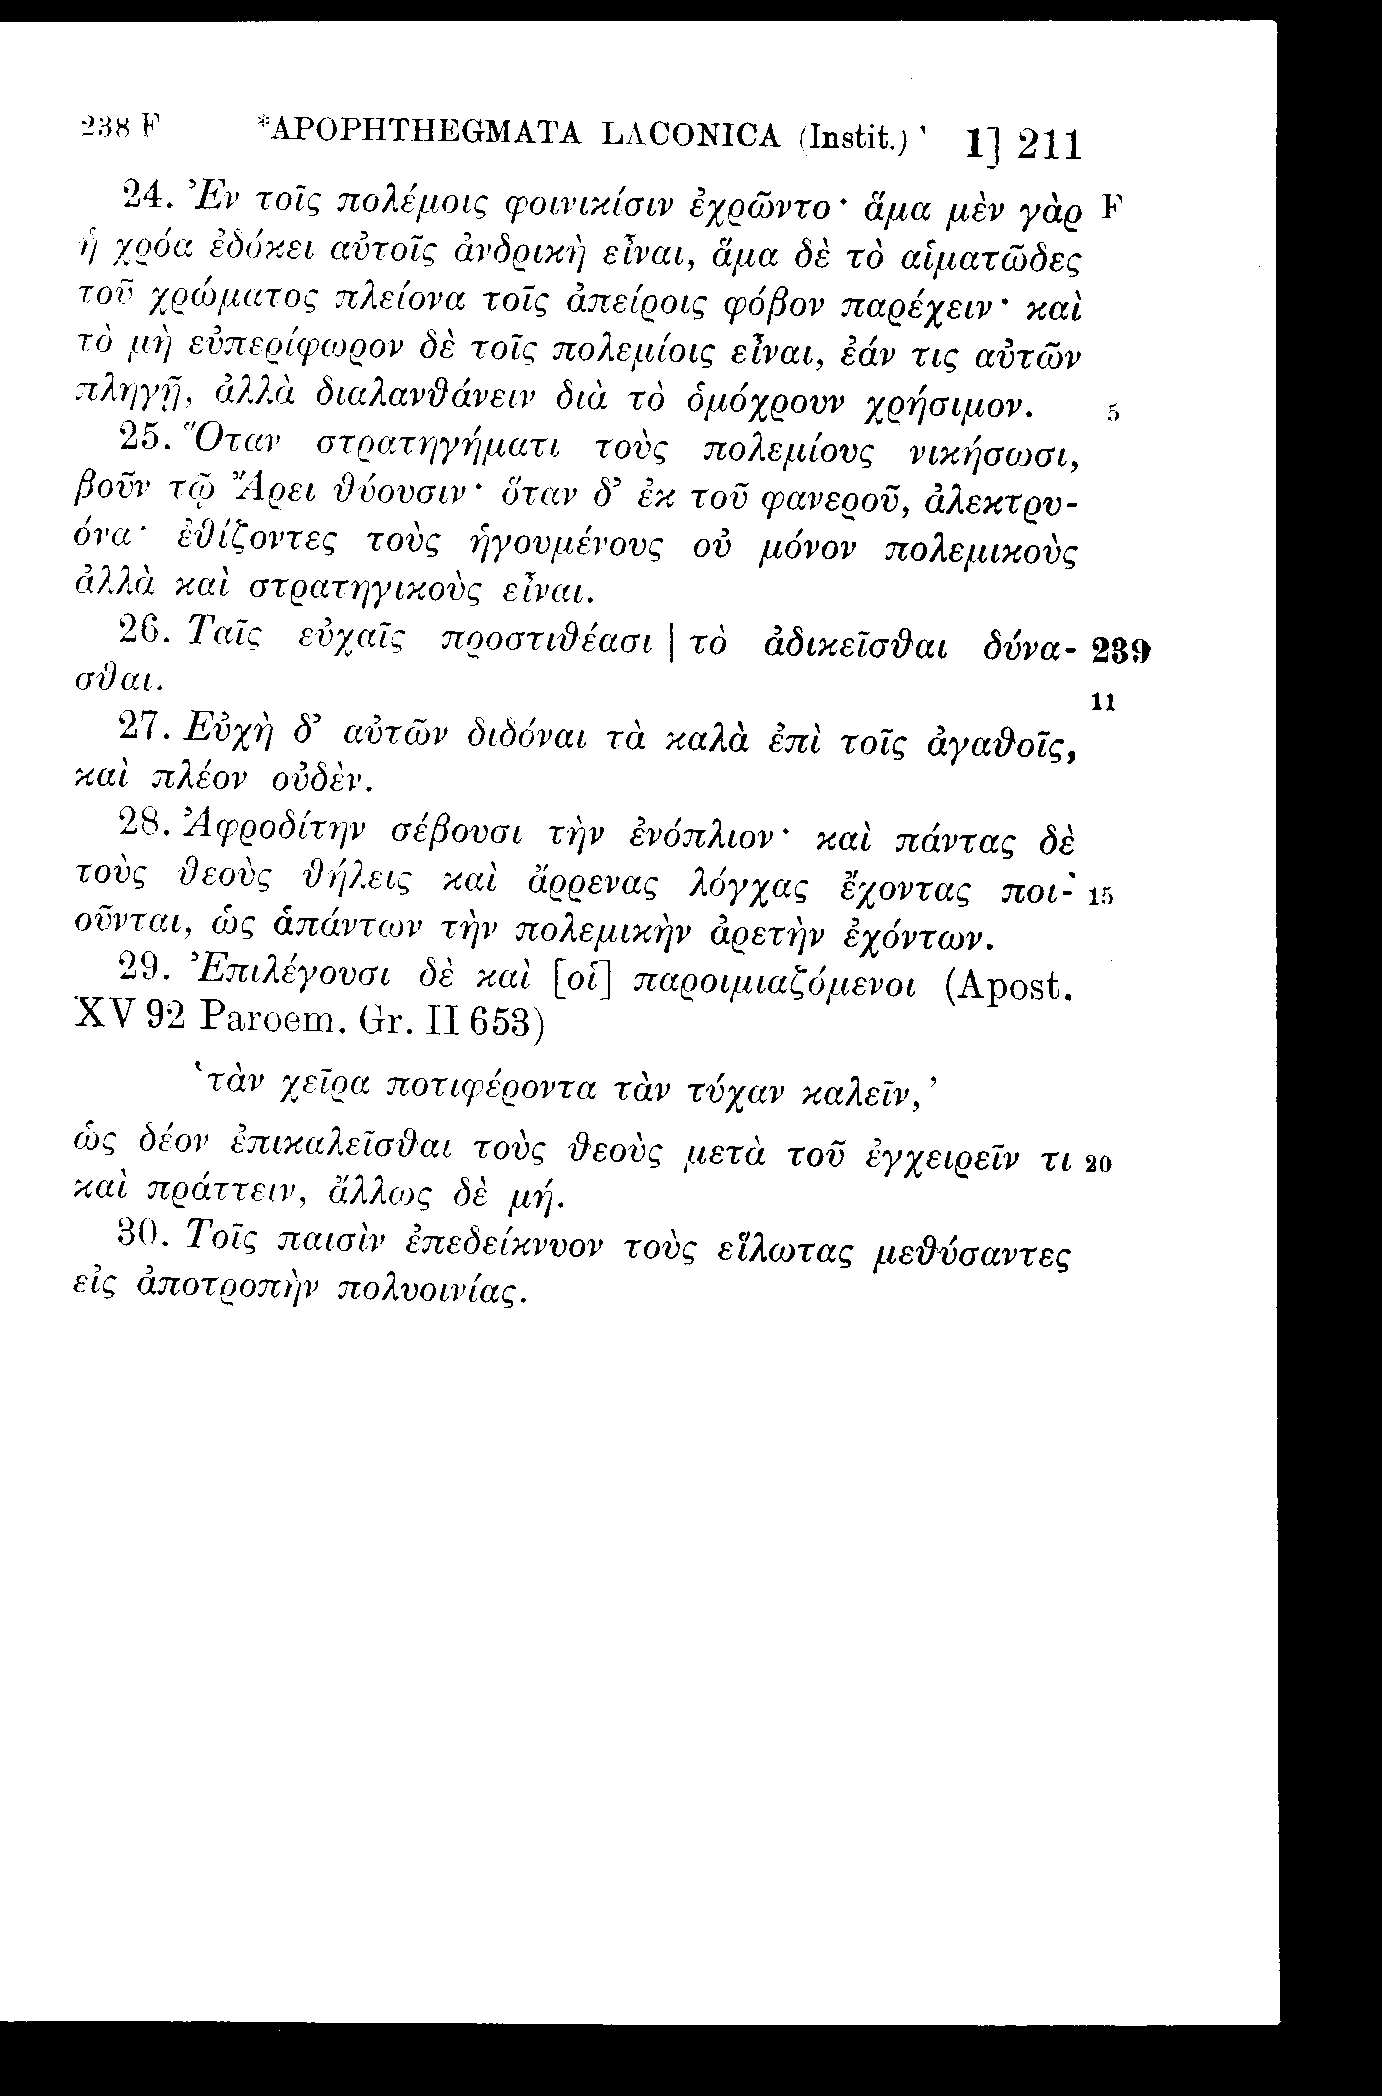 238 F *APOPHTHEGMATA LACONICA (Instit.) 1] 211
24. Ἐν τοῖς πολέμοις φοινικίσιν ἐχρῶντο· ἅμα μὲν γὰρ F
ἡ χρόα ἐδόκει αὐτοῖς ἀνδρικὴ εἶναι, ἅμα δὲ τὸ αἱματῶδες
τοῦ χρώματος πλείονα τοῖς ἀπείροις φόβον παρέχειν· καὶ
τὸ μὴ εὐπερίφωρον δὲ τοῖς πολεμίοις εἶναι, ἐάν τις αὐτῶν
πληγῇ, ἀλλὰ διαλανθάνειν διὰ τὸ ὁμόχρουν χρήσιμον. 5
25. Ὅταν στρατηγήματι τοὺς πολεμίους νικήσωσι,
βοῦν τῷ Ἄρει θύουσιν· ὅταν δ’ ἐκ τοῦ φανεροῦ, ἀλεκτρυ-
όνα· ἐθίζοντες τοὺς ἡγουμένους οὐ μόνον πολεμικοὺς
ἀλλὰ καὶ στρατηγικοὺς εἶναι.
26. Ταῖς εὐχαῖς προστιθέασι | τὸ ἀδικεῖσθαι δύνα- 239
σθαι. 11
27. Εὐχὴ δ’ αὐτῶν διδόναι τὰ καλὰ ἐπὶ τοῖς ἀγαθοῖς,
καὶ πλέον οὐδὲν.
28. Ἀφροδίτην σέβουσι τὴν ἐνόπλιον· καὶ πάντας δὲ
τοὺς θεοὺς θήλεις καὶ ἄρρενας λόγχας ἔχοντας ποι- 15
οῦνται, ὡς ἁπάντων τὴν πολεμικὴν ἀρετὴν ἐχόντων.
29. Ἐπιλέγουσι δὲ καὶ [οἱ] παροιμιαζόμενοι (Apost.
XV 92 Paroem. Gr. II 653)
‘τὰν χεῖρα ποτιφέροντα τὰν τύχαν καλεῖν,’
ὡς δέον ἐπικαλεῖσθαι τοὺς θεοὺς μετὰ τοῦ ἐγχειρεῖν τι 20
καὶ πράττειν, ἄλλως δὲ μή.
30. Τοῖς παισὶν ἐπεδείκνυον τοὺς εἵλωτας μεθύσαντες
εἰς ἀποτροπὴν πολυοινίας.